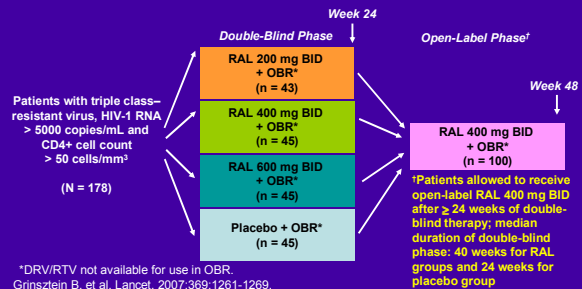 Week 24
Double-Blind Phase
Open-Label Phase†
Week 48
Patients with triple class–
resistant virus, HIV-1 RNA
> 5000 copies/mL and
CD4+ cell count
> 50 cells/mm³
(N = 178)
RAL 200 mg BID
+ OBR*
(n = 43)
RAL 400 mg BID
+ OBR*
(n = 45)
RAL 600 mg BID
+ OBR*
(n = 45)
Placebo + OBR*
(n = 45)
RAL 400 mg BID
+ OBR*
(n = 100)
†Patients allowed to receive
open-label RAL 400 mg BID
after ≥ 24 weeks of double-
blind therapy; median
duration of double-blind
phase: 40 weeks for RAL
groups and 24 weeks for
placebo group
*DRV/RTV not available for use in OBR.
Grinsztein B, et al. Lancet. 2007;369:1261-1269.